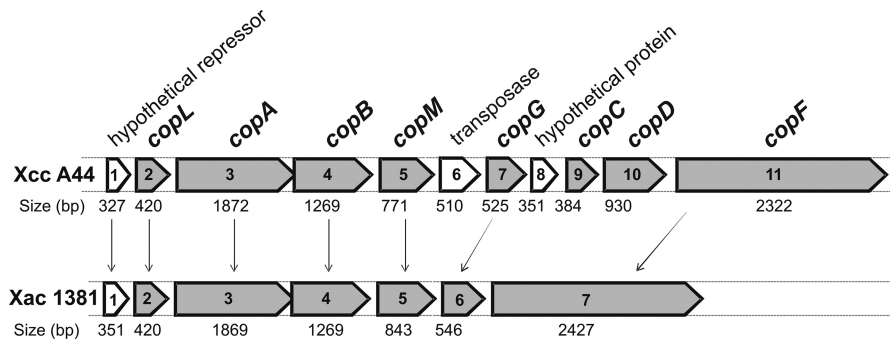 hypothetical repressor copL copA copB copM transposase copG hypothetical protein copC copD copF
Xcc A44 1 2 3 4 5 6 7 8 9 10 11
Size (bp) 327 420 1872 1269 771 510 525 351 384 930 2322
Xac 1381 1 2 3 4 5 6 7
Size (bp) 351 420 1869 1269 843 546 2427